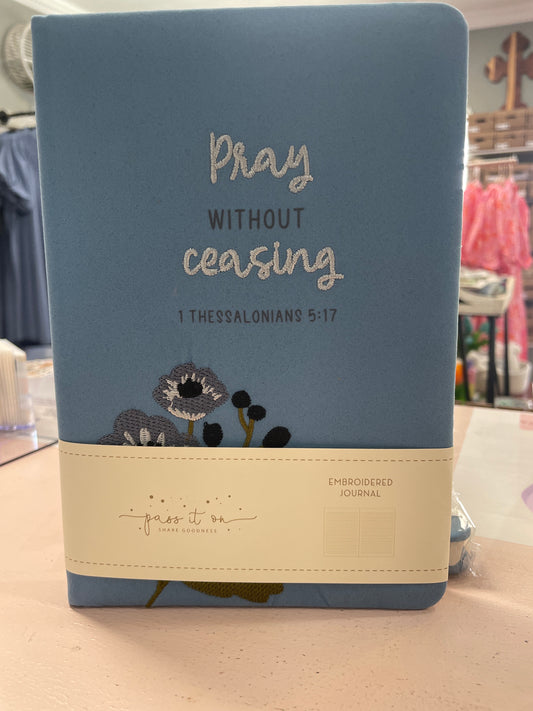 Pray
WITHOUT
ceasing
1 THESSALONIANS 5:17
EMBROIDERED
JOURNAL
pass it on
SHARE GOODNESS